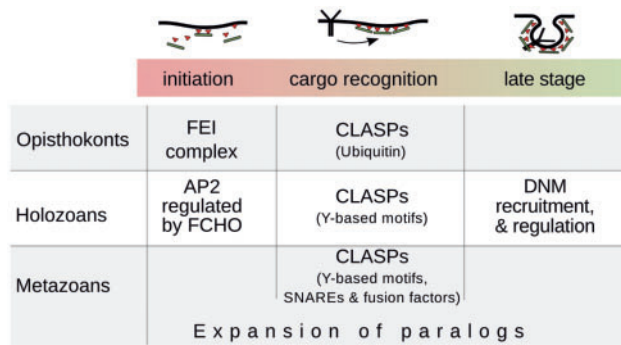 initiation cargo recognition late stage
Opisthokonts FEI complex CLASPs (Ubiquitin)
Holozoans AP2 regulated by FCHO CLASPs (Y-based motifs) DNM recruitment, & regulation
Metazoans CLASPs (Y-based motifs, SNAREs & fusion factors)
Expansion of paralogs